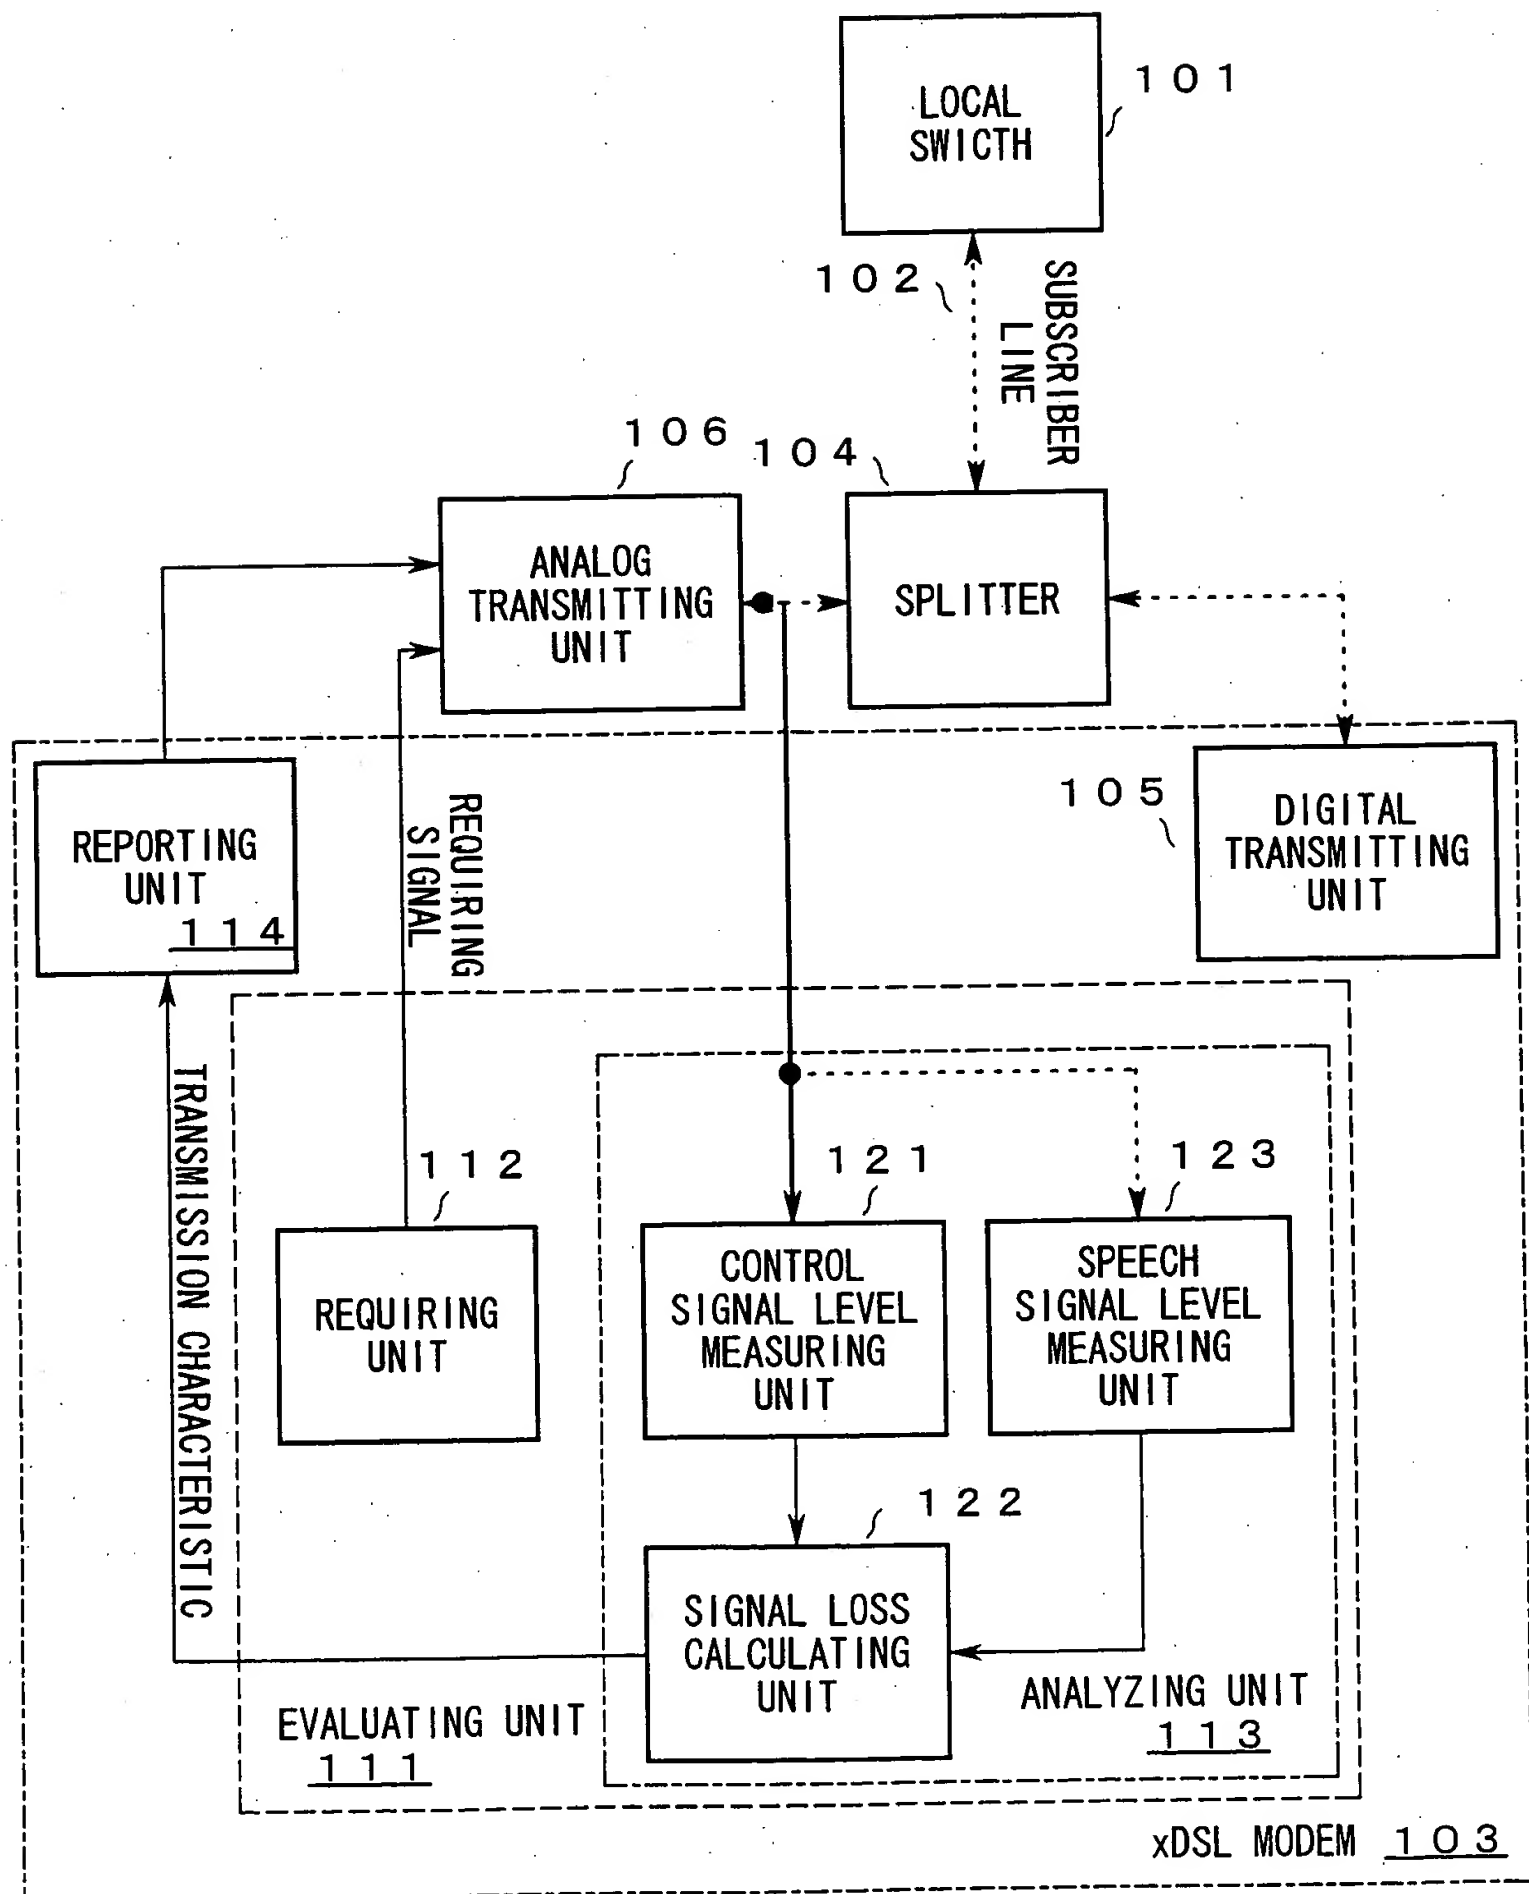 LOCAL
SWICTH
101
102
SUBSCRIBER
LINE
106
104
ANALOG
TRANSMITTING
UNIT
SPLITTER
105
DIGITAL
TRANSMITTING
UNIT
REPORTING
UNIT
114
REQUIRING
SIGNAL
TRANSMISSION CHARACTERISTIC
112
REQUIRING
UNIT
121
CONTROL
SIGNAL LEVEL
MEASURING
UNIT
123
SPEECH
SIGNAL LEVEL
MEASURING
UNIT
122
SIGNAL LOSS
CALCULATING
UNIT
EVALUATING UNIT
111
ANALYZING UNIT
113
xDSL MODEM 103